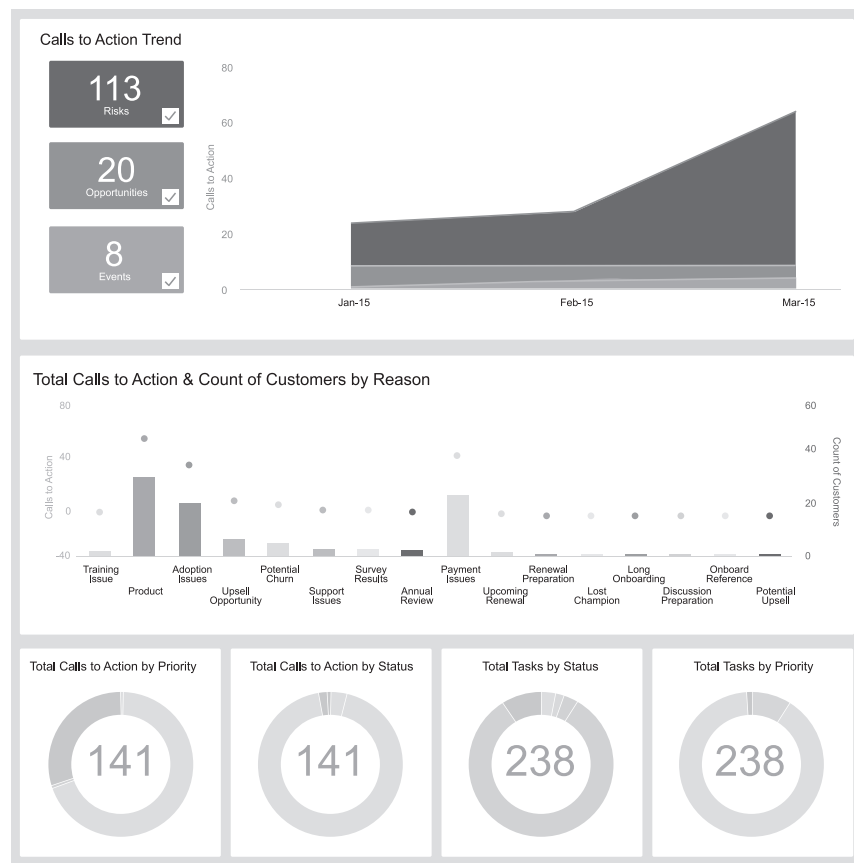 Calls to Action Trend
113
Risks
20
Opportunities
8
Events
Calls to Action
80
60
40
20
0
Jan-15 Feb-15 Mar-15
Total Calls to Action & Count of Customers by Reason
Calls to Action
80
40
0
-40
60
40
20
0
Count of Customers
Training
Issue
Product
Adoption
Issues
Upsell
Opportunity
Potential
Churn
Support
Issues
Survey
Results
Annual
Review
Payment
Issues
Upcoming
Renewal
Renewal
Preparation
Lost
Champion
Long
Onboarding
Discussion
Preparation
Onboard
Reference
Potential
Upsell
Total Calls to Action by Priority
141
Total Calls to Action by Status
141
Total Tasks by Status
238
Total Tasks by Priority
238